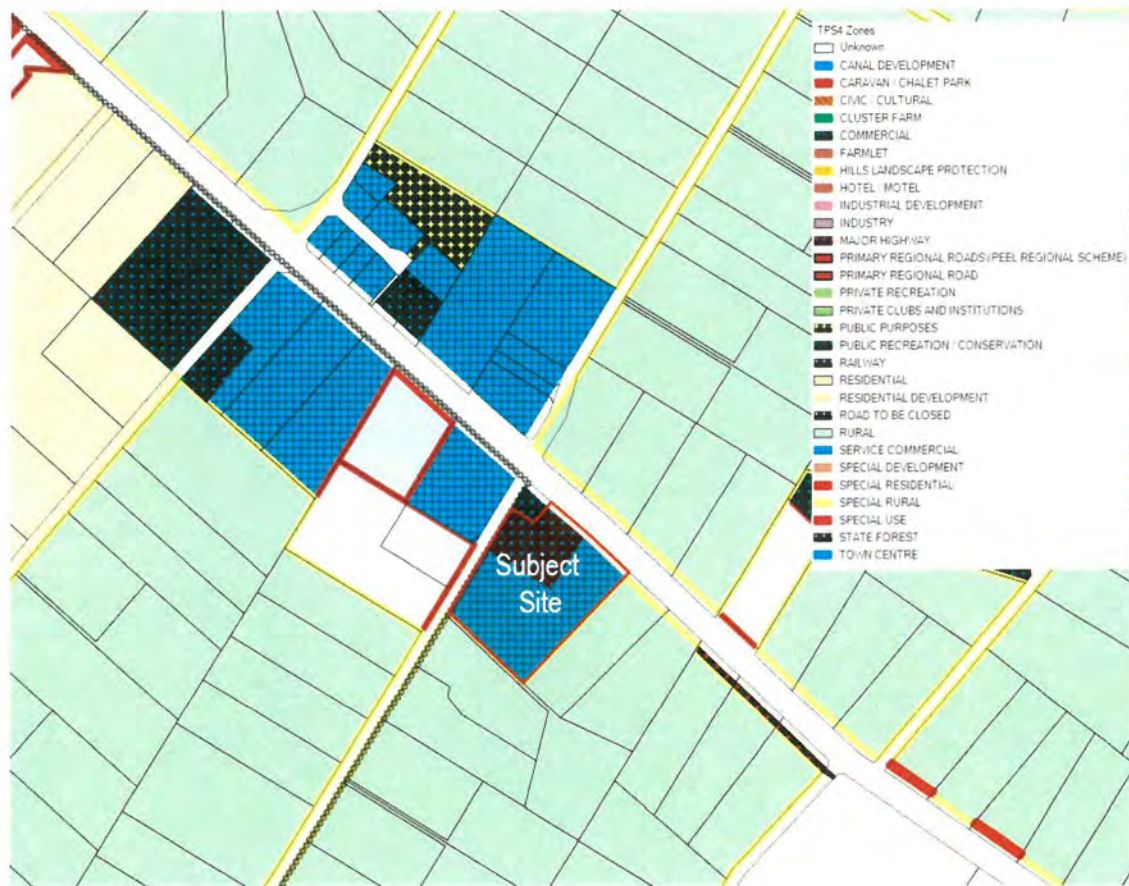 TPS4 Zones
Unknown
CANAL DEVELOPMENT
CARAVAN / CHALET PARK
CIVIC / CULTURAL
CLUSTER FARM
COMMERCIAL
FARMLET
HILLS LANDSCAPE PROTECTION
HOTEL / MOTEL
INDUSTRIAL DEVELOPMENT
INDUSTRY
MAJOR HIGHWAY
PRIMARY REGIONAL ROADS (PEEL REGIONAL SCHEME)
PRIMARY REGIONAL ROAD
PRIVATE RECREATION
PRIVATE CLUBS AND INSTITUTIONS
PUBLIC PURPOSES
PUBLIC RECREATION / CONSERVATION
RAILWAY
RESIDENTIAL
RESIDENTIAL DEVELOPMENT
ROAD TO BE CLOSED
RURAL
SERVICE COMMERCIAL
SPECIAL DEVELOPMENT
SPECIAL RESIDENTIAL
SPECIAL RURAL
SPECIAL USE
STATE FOREST
TOWN CENTRE
Subject
Site